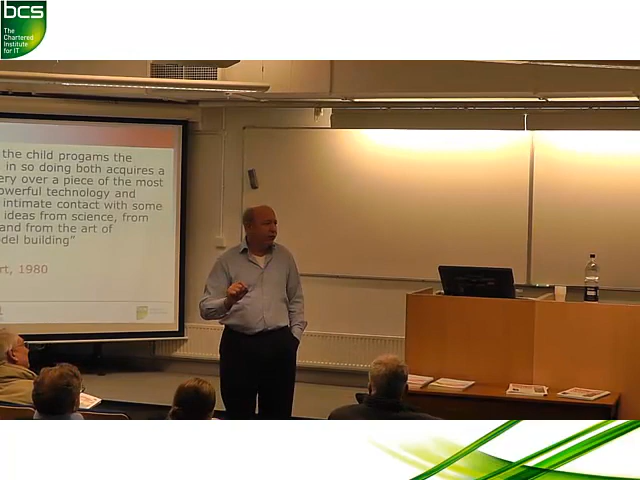 bcs
The
Chartered
Institute
for IT
the child progams the
in so doing both acquires a
ery over a piece of the most
owerful technology and
intimate contact with some
ideas from science, from
and from the art of
del building”
rt, 1980